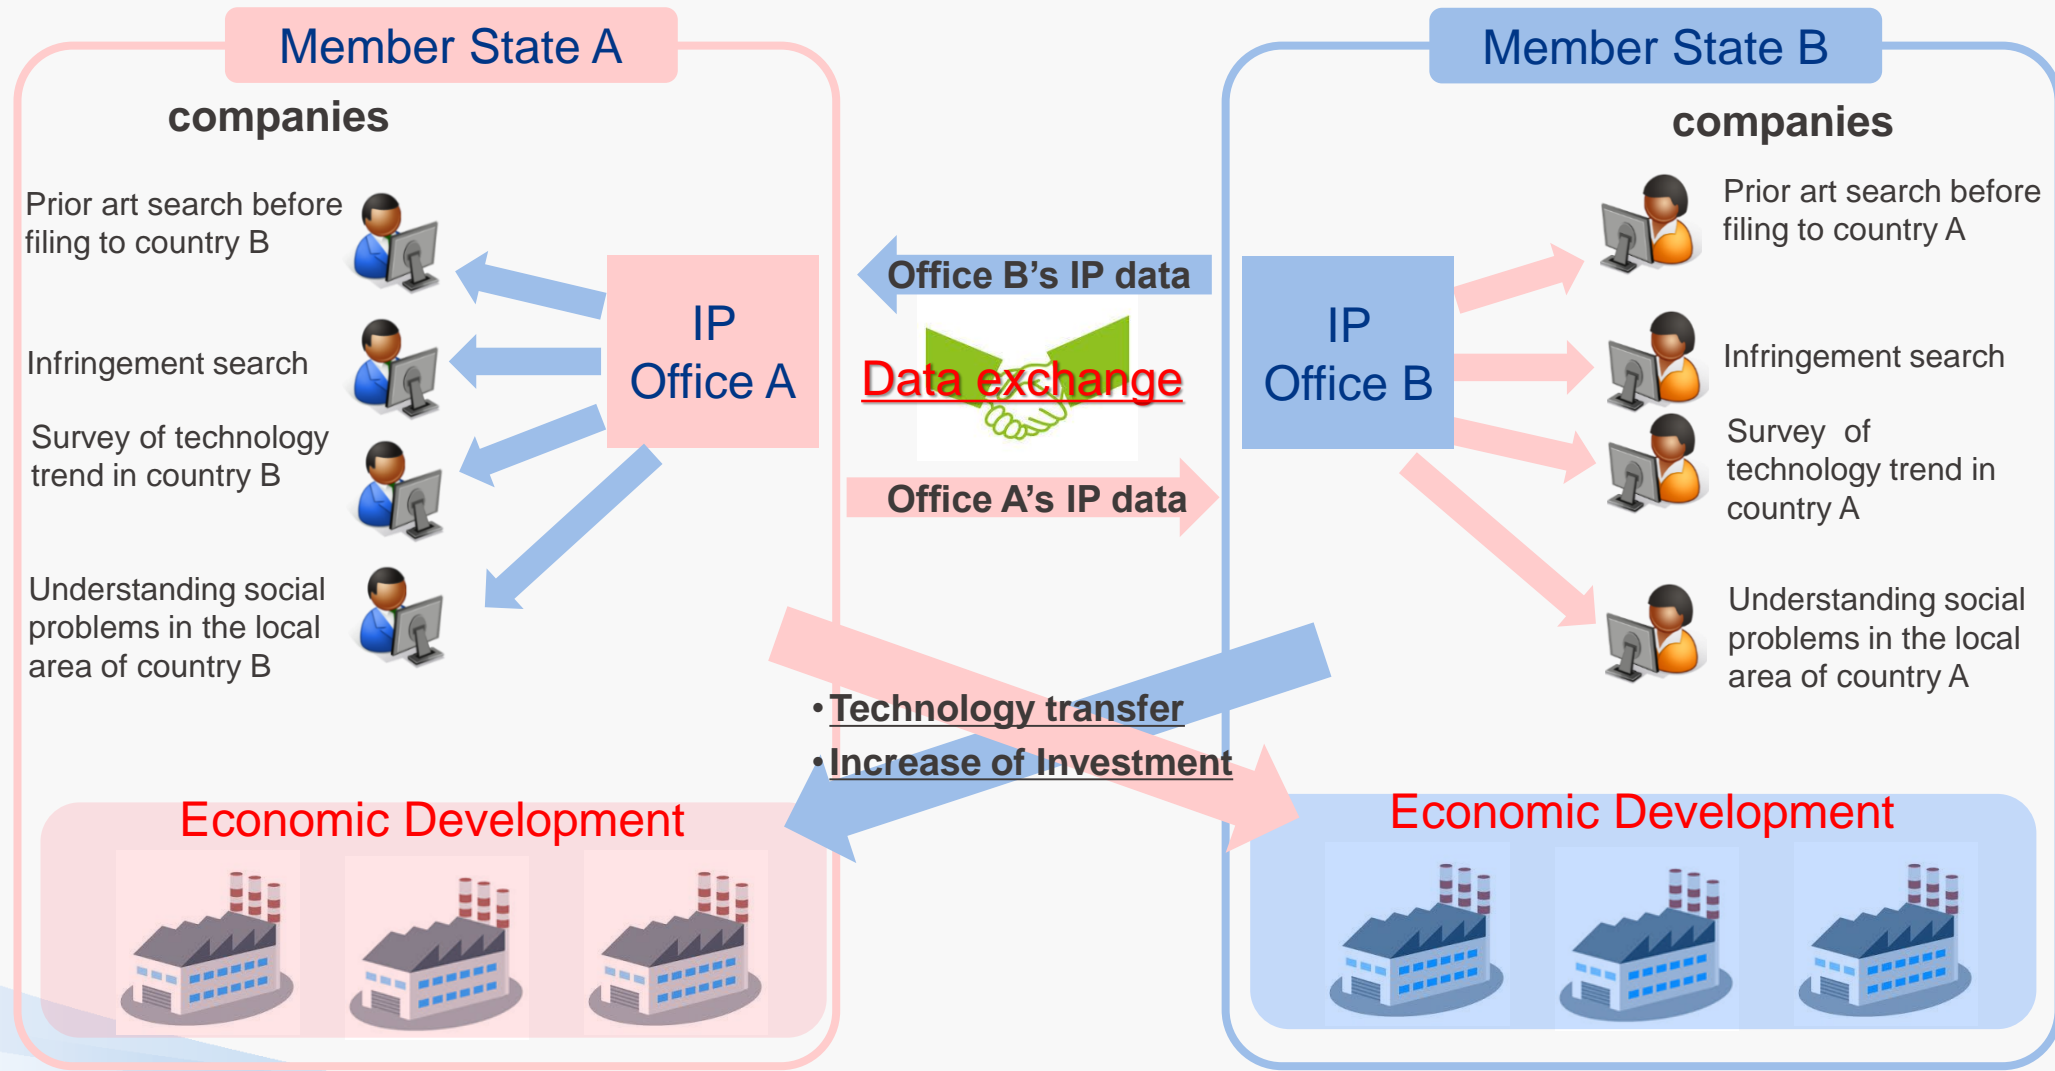 Member State A
companies
Prior art search before
filing to country B
Infringement search
Survey of technology
trend in country B
Understanding social
problems in the local
area of country B
IP
Office A
Office B’s IP data
Data exchange
Office A’s IP data
• Technology transfer
• Increase of Investment
Economic Development
Member State B
companies
IP
Office B
Prior art search before
filing to country A
Infringement search
Survey  of
technology trend in
country A
Understanding social
problems in the local
area of country A
Economic Development